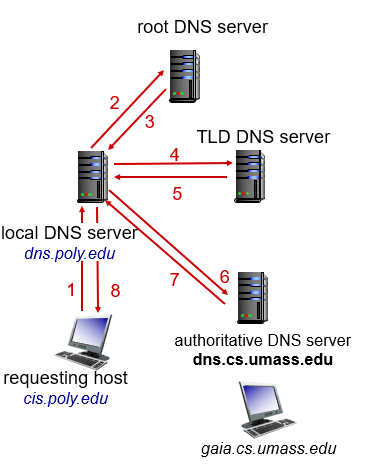 root DNS server
2
3
TLD DNS server
4
5
local DNS server
dns.poly.edu
6
7
1
8
authoritative DNS server
dns.cs.umass.edu
requesting host
cis.poly.edu
gaia.cs.umass.edu